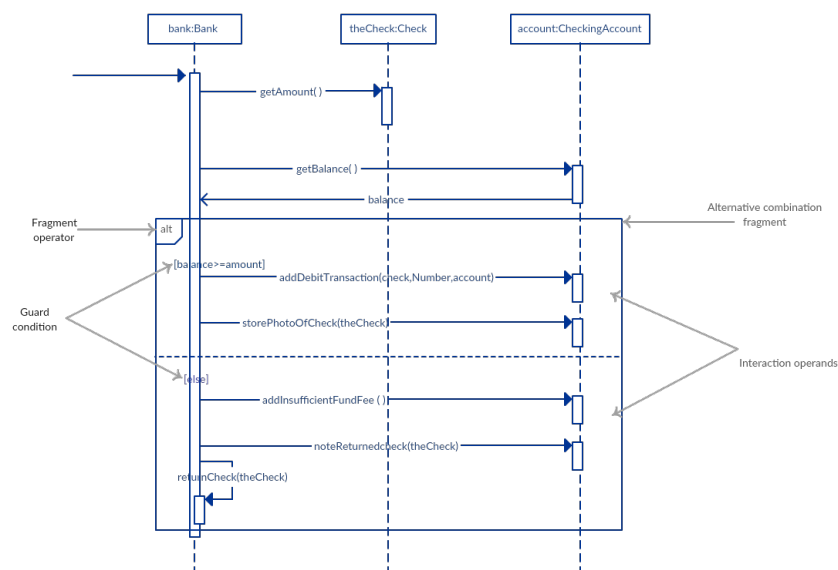 bank:Bank
theCheck:Check
account:CheckingAccount
getAmount( )
getBalance( )
balance
Alternative combination
fragment
Fragment
operator
alt
[balance>=amount]
addDebitTransaction(check,Number,account)
Guard
condition
storePhotoOfCheck(theCheck)
Interaction operands
[else]
addInsufficientFundFee ( )
noteReturnedcheck(theCheck)
returnCheck(theCheck)